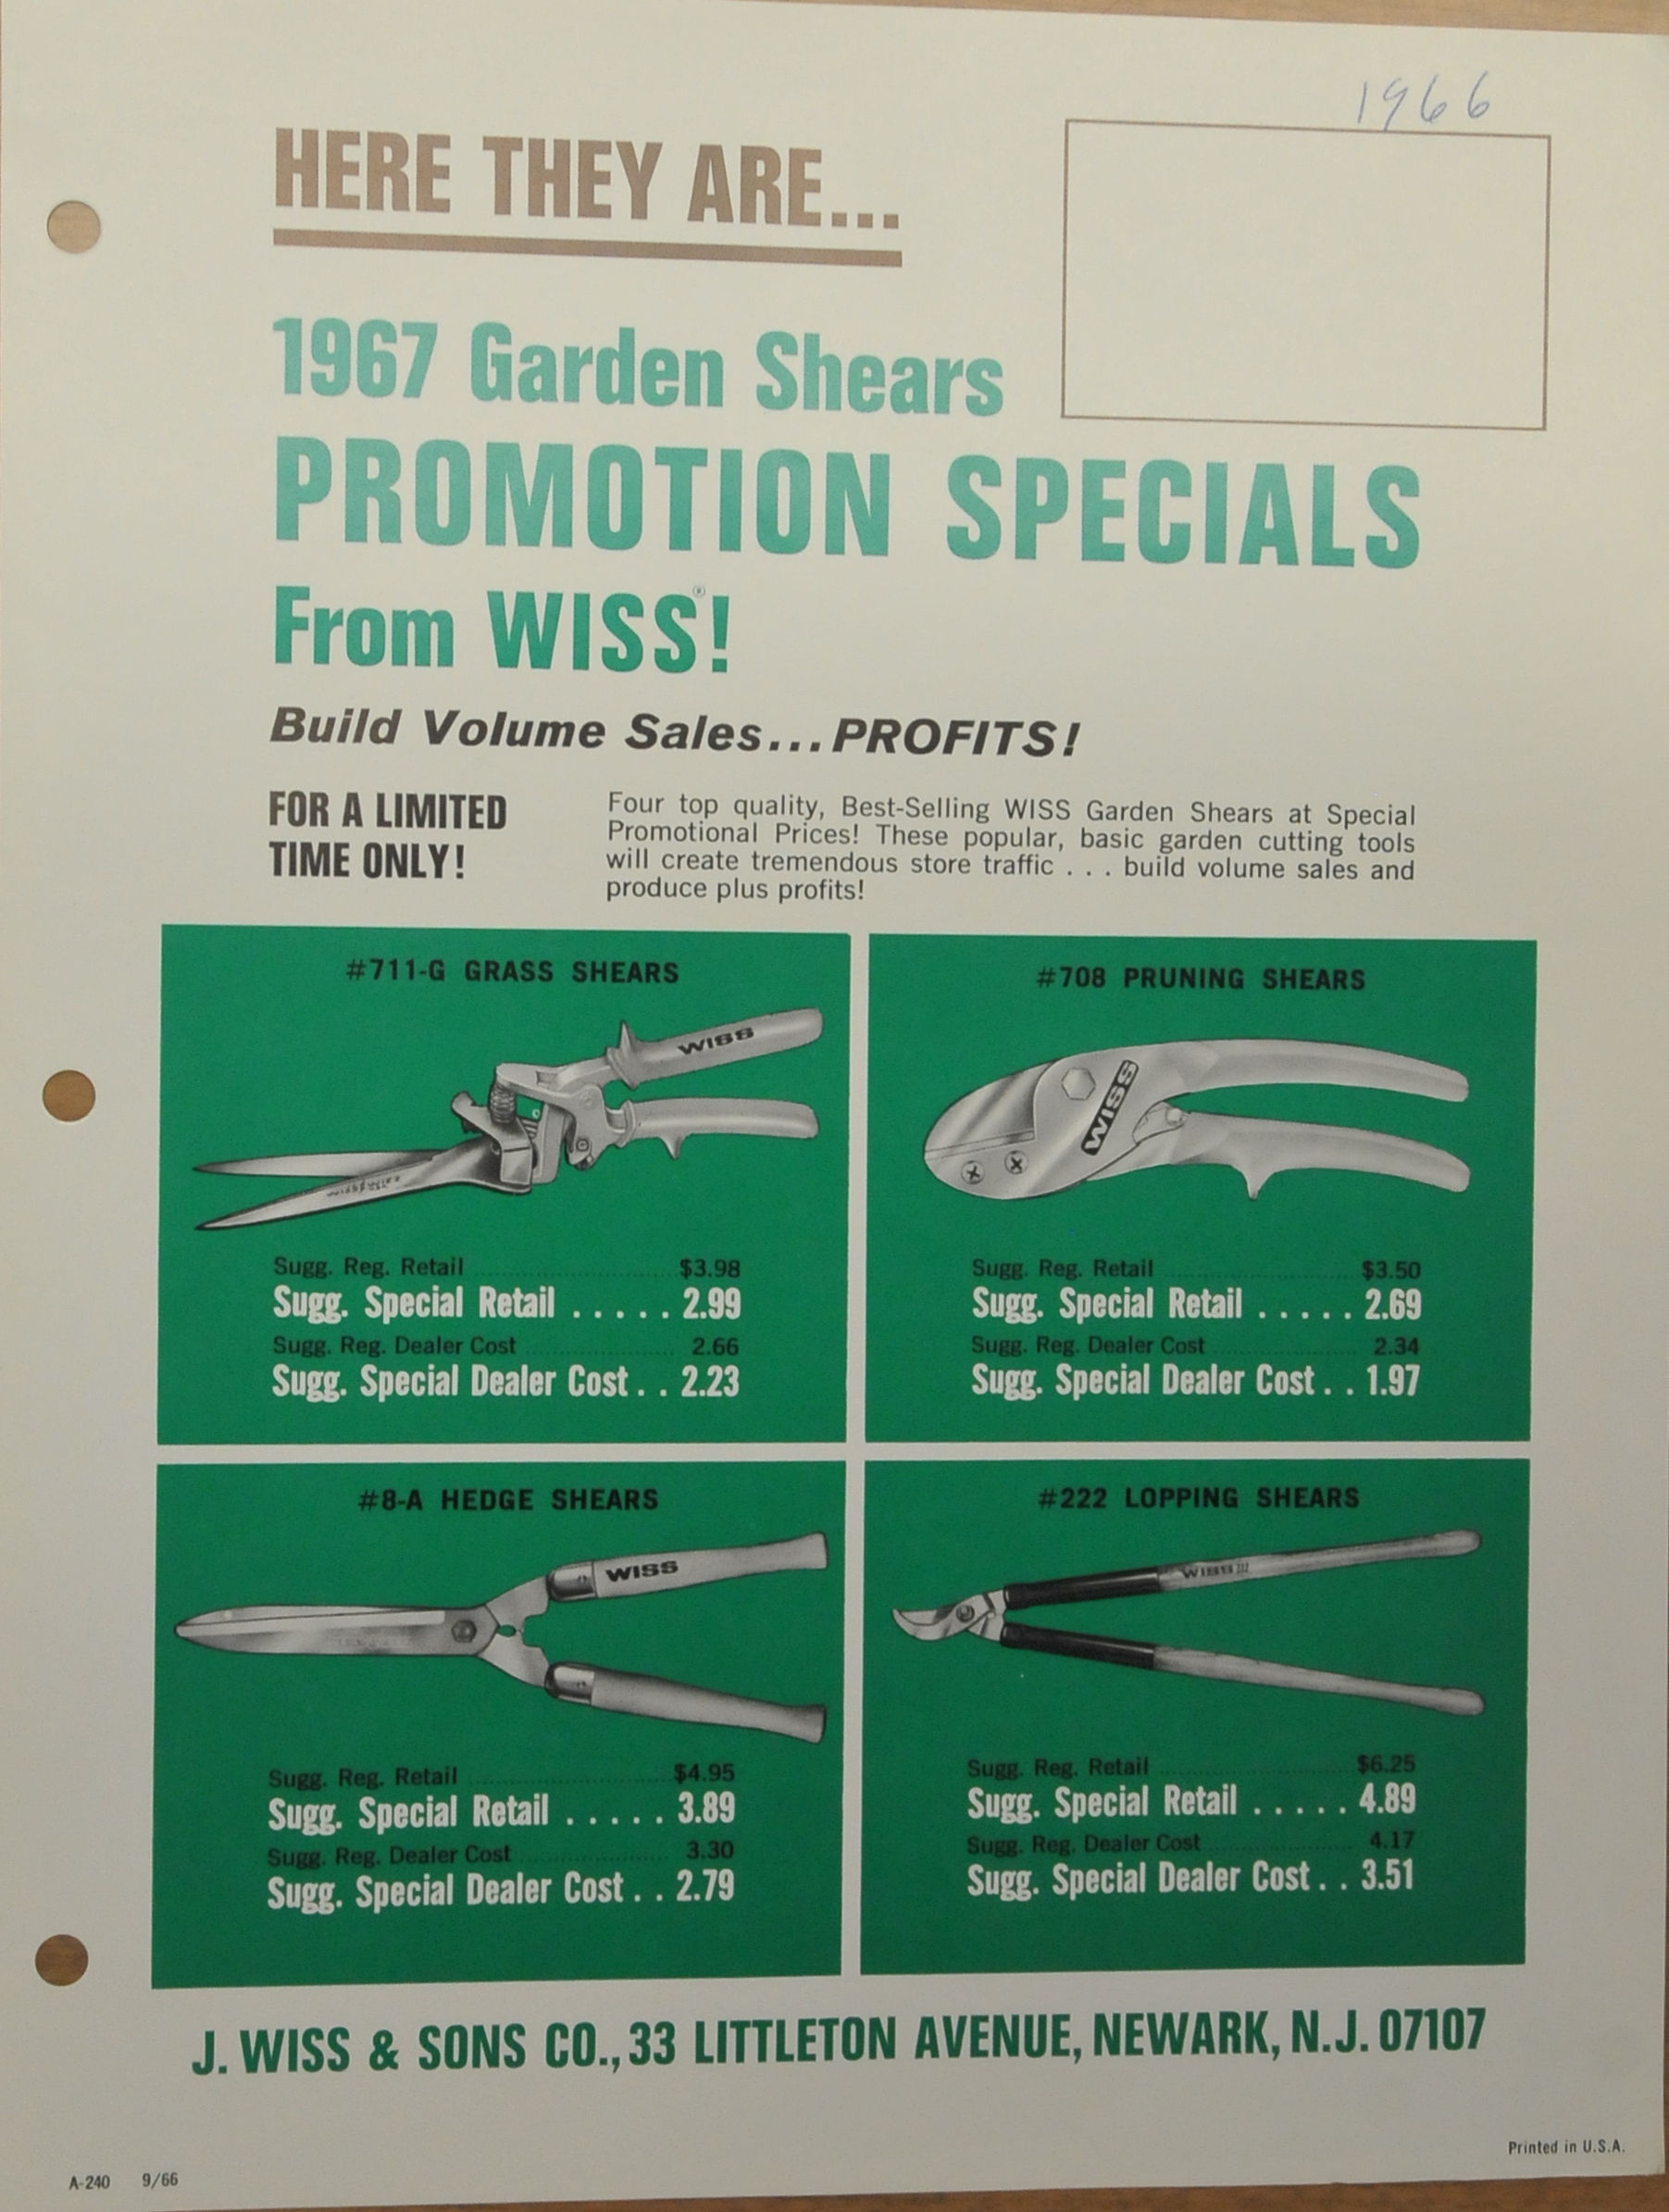 1966
HERE THEY ARE...
1967 Garden Shears
PROMOTION SPECIALS
From WISS®!
Build Volume Sales...PROFITS!
FOR A LIMITED
TIME ONLY!
Four top quality, Best-Selling WISS Garden Shears at Special
Promotional Prices! These popular, basic garden cutting tools
will create tremendous store traffic . . . build volume sales and
produce plus profits!
#711-G GRASS SHEARS
WISS
Sugg. Reg. Retail ........................ $3.98
Sugg. Special Retail ..... 2.99
Sugg. Reg. Dealer Cost ................. 2.66
Sugg. Special Dealer Cost .. 2.23
#708 PRUNING SHEARS
WISS
Sugg. Reg. Retail ........................ $3.50
Sugg. Special Retail ..... 2.69
Sugg. Reg. Dealer Cost ................. 2.34
Sugg. Special Dealer Cost .. 1.97
#8-A HEDGE SHEARS
WISS
Sugg. Reg. Retail ........................ $4.95
Sugg. Special Retail ..... 3.89
Sugg. Reg. Dealer Cost ................. 3.30
Sugg. Special Dealer Cost .. 2.79
#222 LOPPING SHEARS
WISS 222
Sugg. Reg. Retail ........................ $6.25
Sugg. Special Retail ..... 4.89
Sugg. Reg. Dealer Cost ................. 4.17
Sugg. Special Dealer Cost .. 3.51
J. WISS & SONS CO., 33 LITTLETON AVENUE, NEWARK, N.J. 07107
Printed in U.S.A.
A-240 9/66